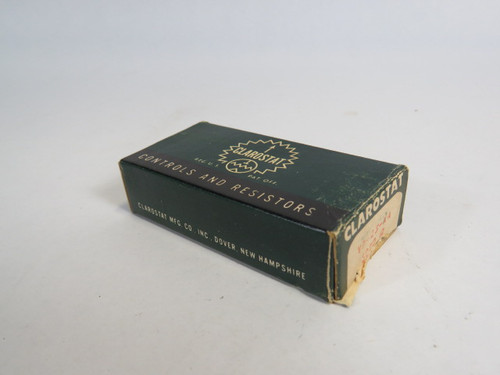 CLAROSTAT
REG. U.S. PAT. OFF.
CONTROLS AND RESISTORS
CLAROSTAT MFG. CO. INC. DOVER, NEW HAMPSHIRE
CLAROSTAT